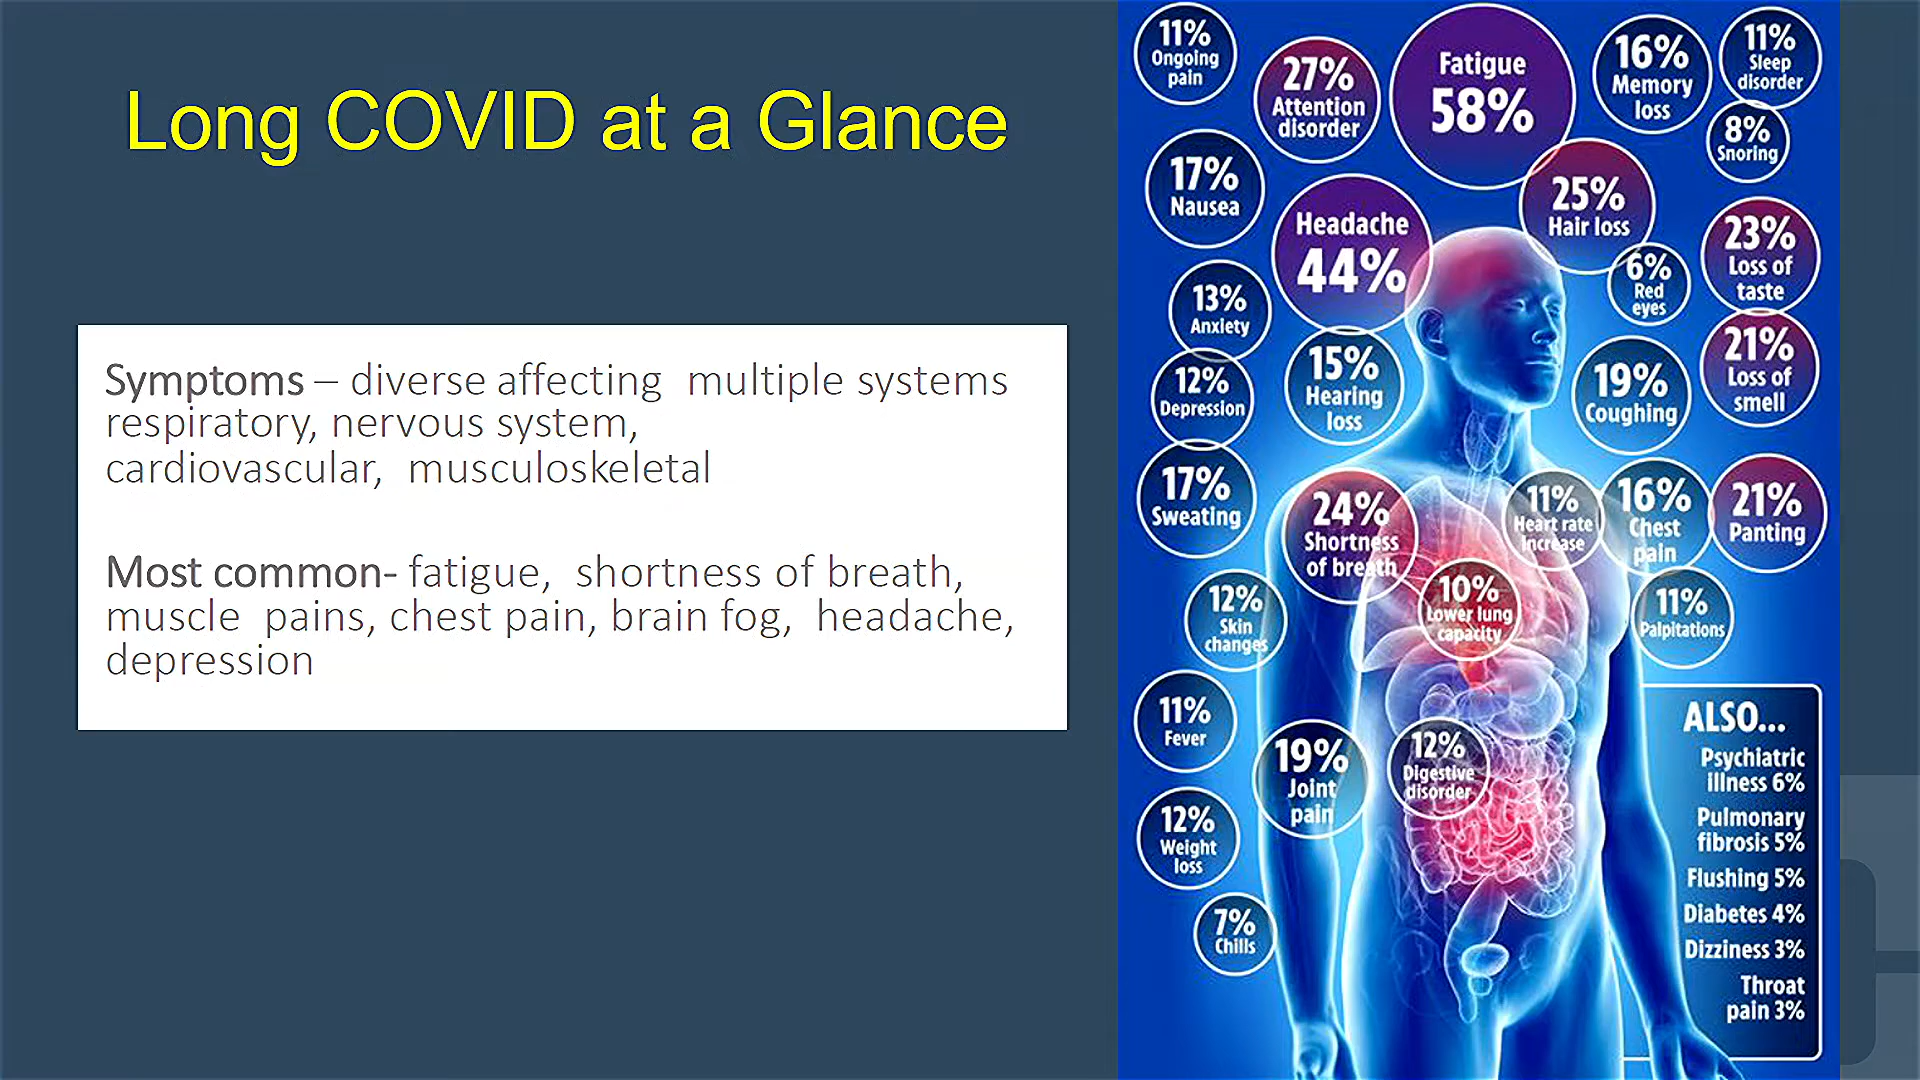 Long COVID at a Glance
Symptoms – diverse affecting multiple systems
respiratory, nervous system,
cardiovascular, musculoskeletal
Most common- fatigue, shortness of breath,
muscle pains, chest pain, brain fog, headache,
depression
11%
Ongoing
pain
27%
Attention
disorder
Fatigue
58%
16%
Memory
loss
11%
Sleep
disorder
8%
Snoring
17%
Nausea
Headache
44%
25%
Hair loss
23%
Loss of
taste
6%
Red
eyes
13%
Anxiety
12%
Depression
15%
Hearing
loss
19%
Coughing
21%
Loss of
smell
17%
Sweating
24%
Shortness
of breath
11%
Heart rate
increase
16%
Chest
pain
21%
Panting
12%
Skin
changes
10%
Lower lung
capacity
11%
Palpitations
11%
Fever
19%
Joint
pain
12%
Digestive
disorder
12%
Weight
loss
7%
Chills
ALSO...
Psychiatric
illness 6%
Pulmonary
fibrosis 5%
Flushing 5%
Diabetes 4%
Dizziness 3%
Throat
pain 3%